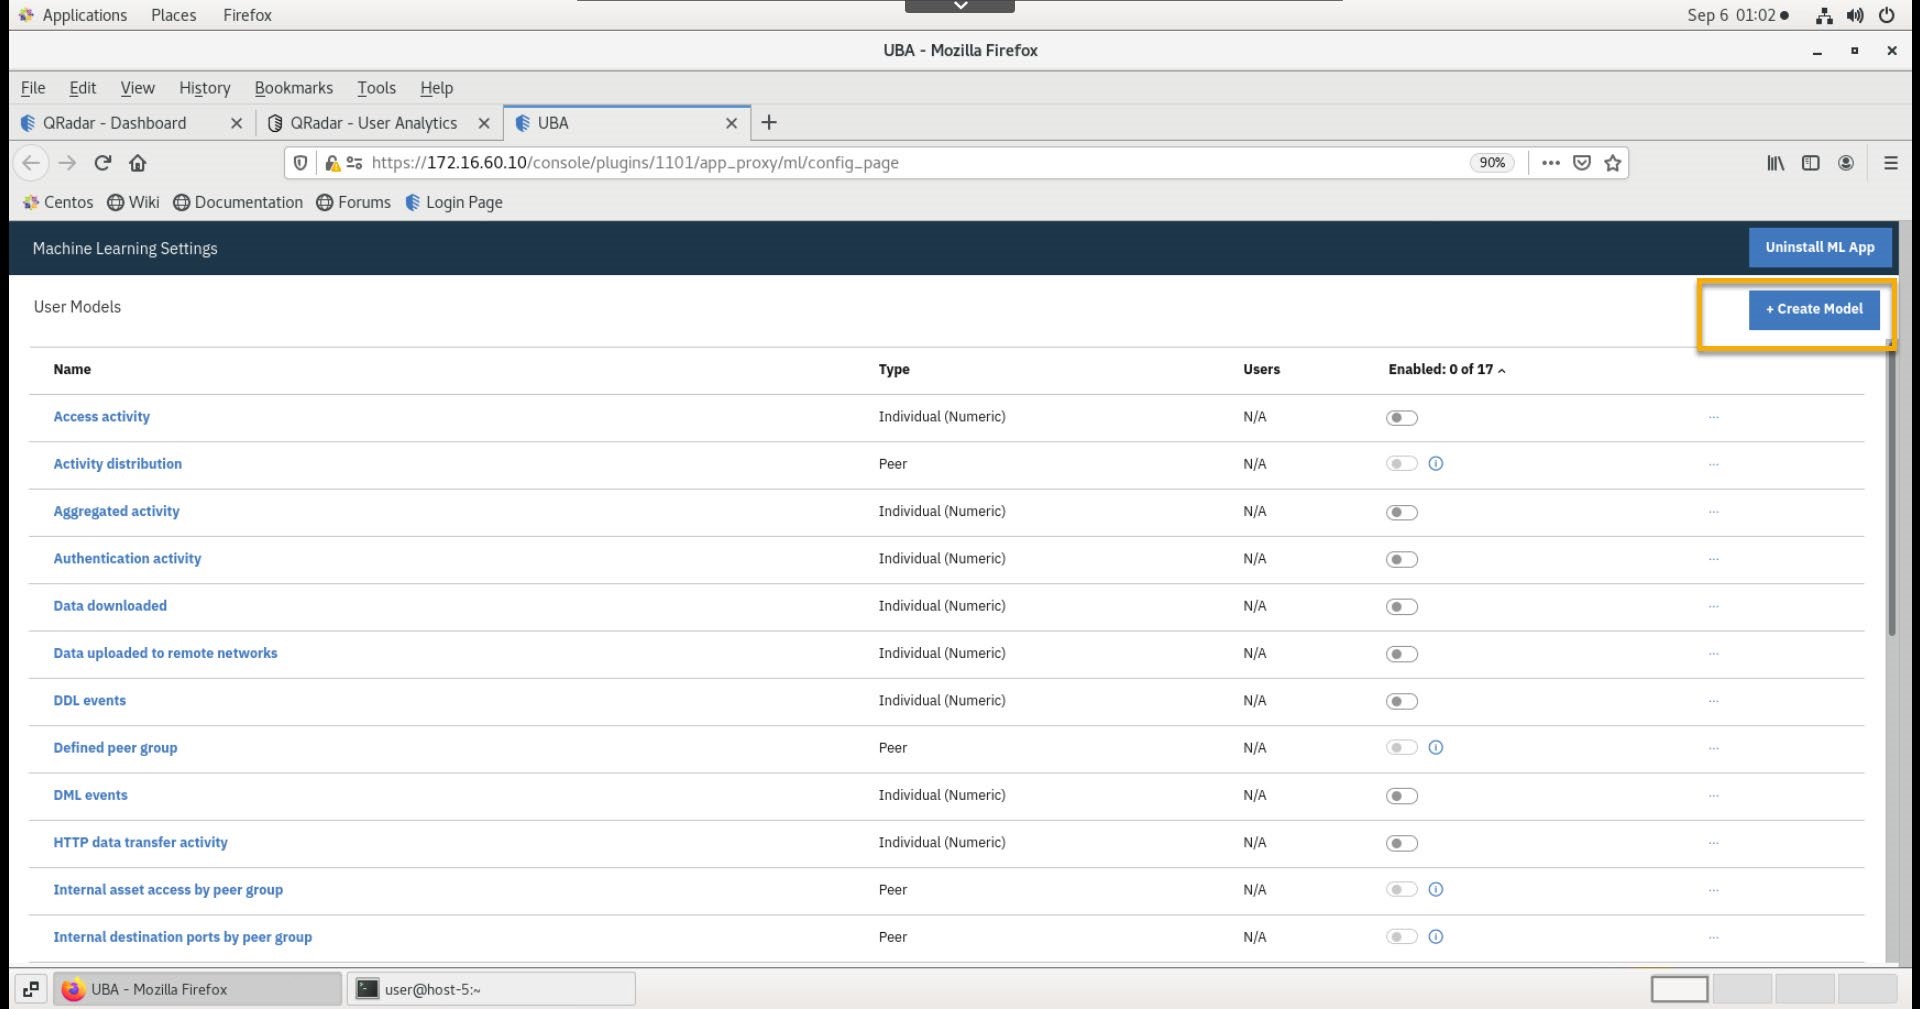 Applications Places Firefox Sep 6 01:02
UBA - Mozilla Firefox
File Edit View History Bookmarks Tools Help
QRadar - Dashboard QRadar - User Analytics UBA
https://172.16.60.10/console/plugins/1101/app_proxy/ml/config_page 90%
Centos Wiki Documentation Forums Login Page
Machine Learning Settings Uninstall ML App
User Models + Create Model
Name Type Users Enabled: 0 of 17
Access activity Individual (Numeric) N/A ...
Activity distribution Peer N/A ...
Aggregated activity Individual (Numeric) N/A ...
Authentication activity Individual (Numeric) N/A ...
Data downloaded Individual (Numeric) N/A ...
Data uploaded to remote networks Individual (Numeric) N/A ...
DDL events Individual (Numeric) N/A ...
Defined peer group Peer N/A ...
DML events Individual (Numeric) N/A ...
HTTP data transfer activity Individual (Numeric) N/A ...
Internal asset access by peer group Peer N/A ...
Internal destination ports by peer group Peer N/A ...
UBA - Mozilla Firefox user@host-5:~